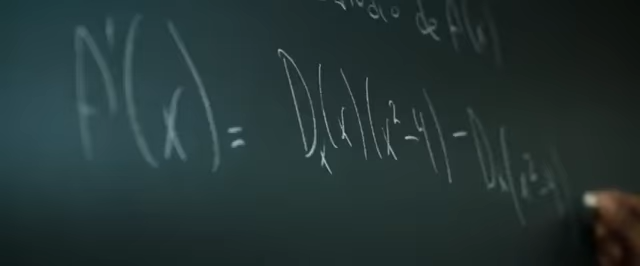 de f(x)
f'(x) = Dₓ(x)(x²-4) - Dₓ(x²-4)